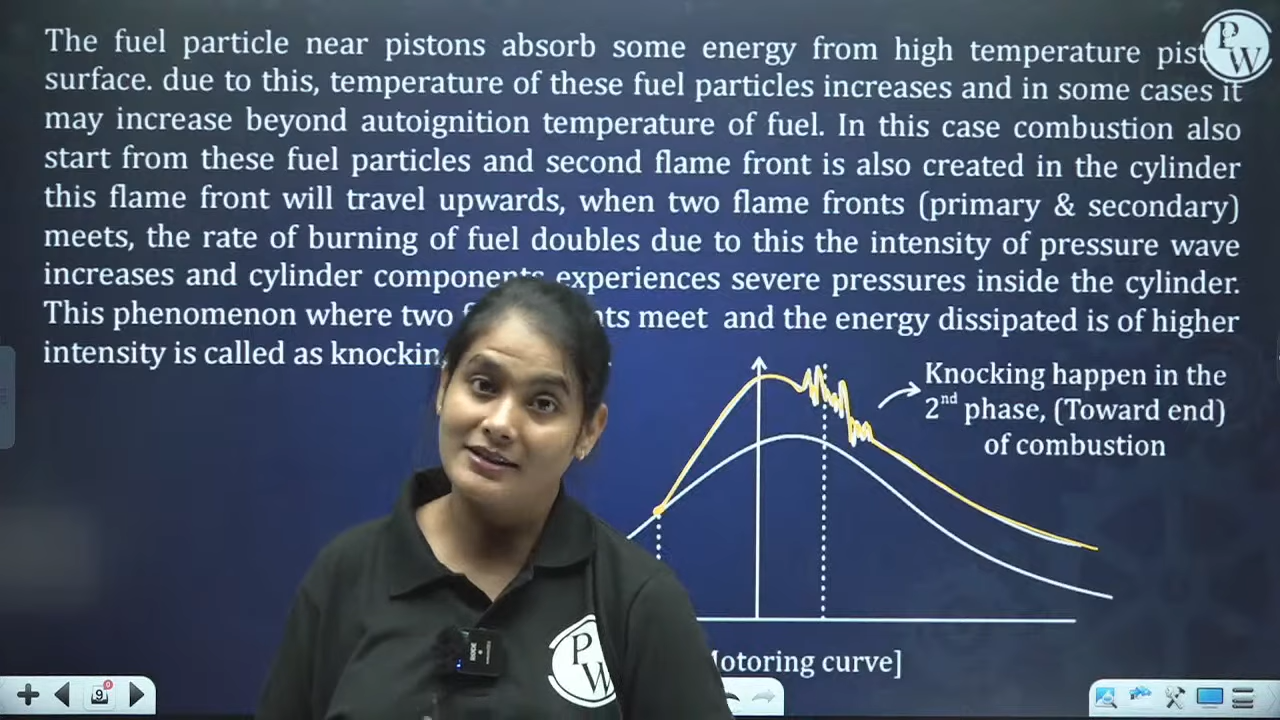 The fuel particle near pistons absorb some energy from high temperature
surface. due to this, temperature of these fuel particles increases and in some cases it
may increase beyond autoignition temperature of fuel. In this case combustion also
start from these fuel particles and second flame front is also created in the cylinder
this flame front will travel upwards, when two flame fronts (primary & secondary)
meets, the rate of burning of fuel doubles due to this the intensity of pressure wave
increases and cylinder components experiences severe pressures inside the cylinder.
This phenomenon where two meet and the energy dissipated is of higher
intensity is called as
Knocking happen in the
2nd phase, (Toward end)
of combustion
curve]
PW
PW
RODE
9